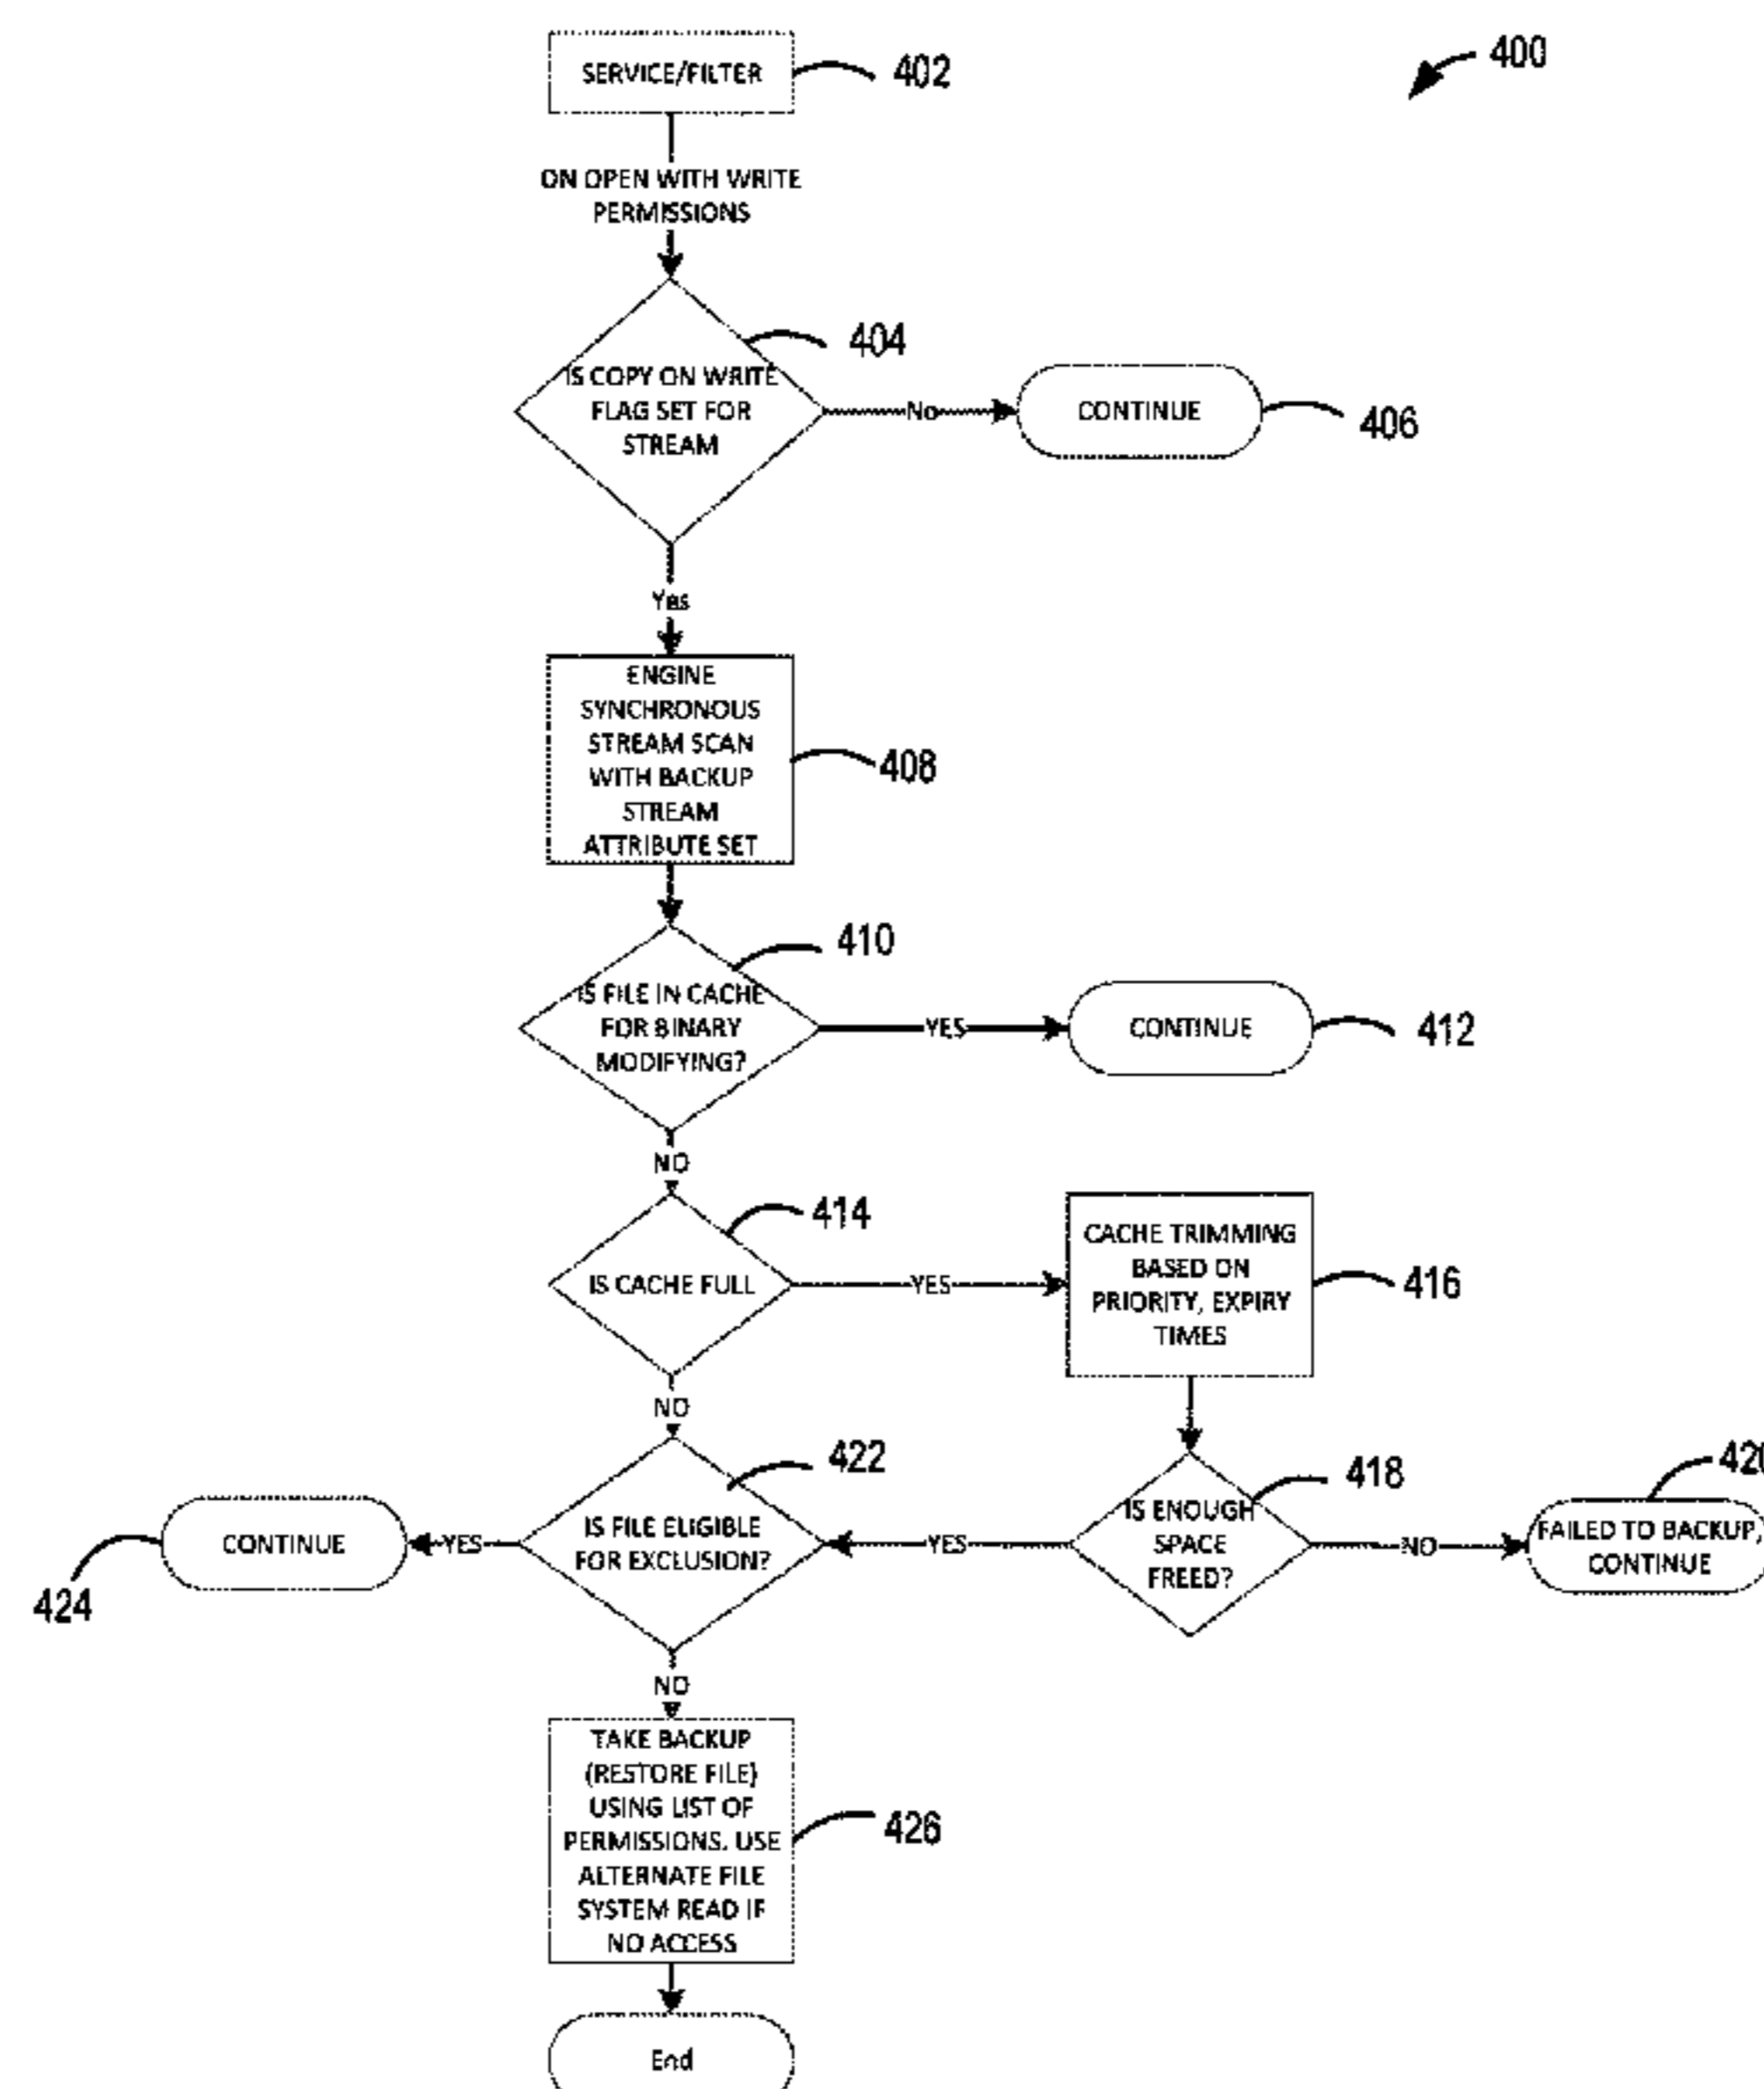 400
SERVICE/FILTER
402
ON OPEN WITH WRITE
PERMISSIONS
404
IS COPY ON WRITE
FLAG SET FOR
STREAM
No
CONTINUE
406
Yes
ENGINE
SYNCHRONOUS
STREAM SCAN
WITH BACKUP
STREAM
ATTRIBUTE SET
408
410
IS FILE IN CACHE
FOR BINARY
MODIFYING?
YES
CONTINUE
412
NO
414
IS CACHE FULL
YES
CACHE TRIMMING
BASED ON
PRIORITY, EXPIRY
TIMES
416
NO
422
IS FILE ELIGIBLE
FOR EXCLUSION?
YES
CONTINUE
424
YES
418
IS ENOUGH
SPACE
FREED?
NO
420
FAILED TO BACKUP,
CONTINUE
NO
TAKE BACKUP
(RESTORE FILE)
USING LIST OF
PERMISSIONS. USE
ALTERNATE FILE
SYSTEM READ IF
NO ACCESS
426
End